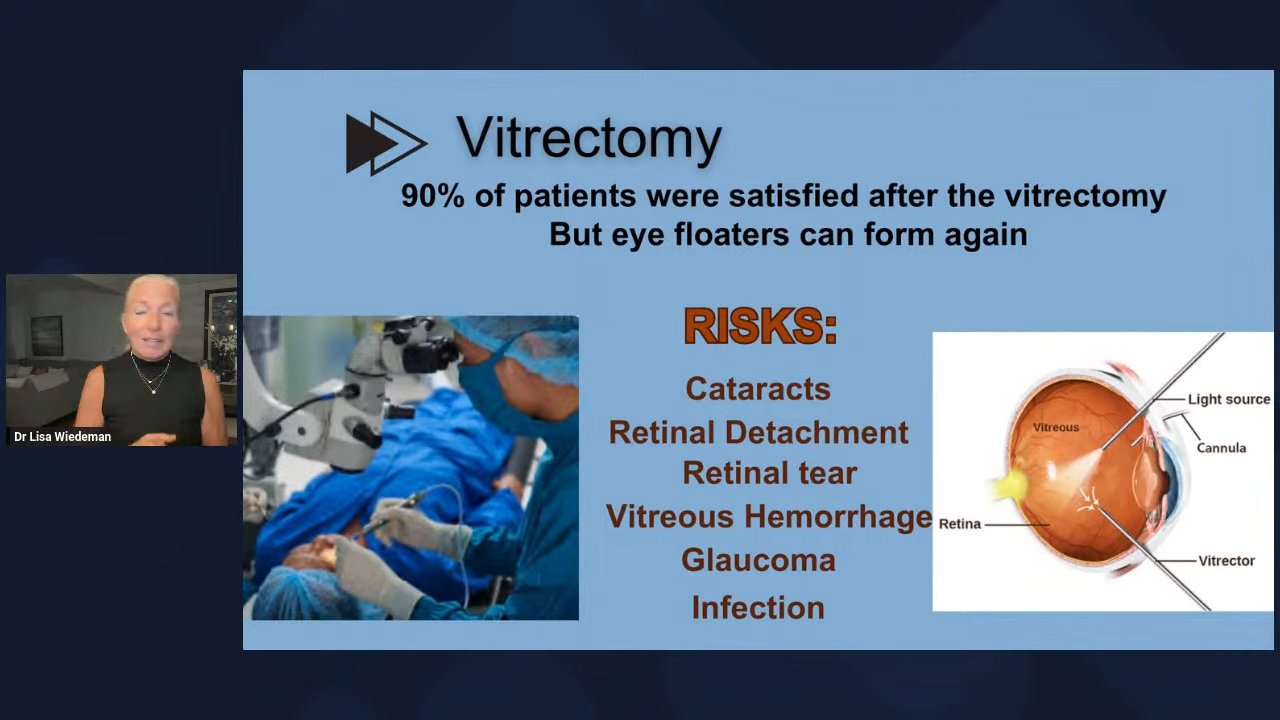 Vitrectomy
90% of patients were satisfied after the vitrectomy
But eye floaters can form again
RISKS:
Cataracts
Retinal Detachment
Retinal tear
Vitreous Hemorrhage
Glaucoma
Infection
Vitreous
Light source
Cannula
Retina
Vitrector
Dr Lisa Wiedeman